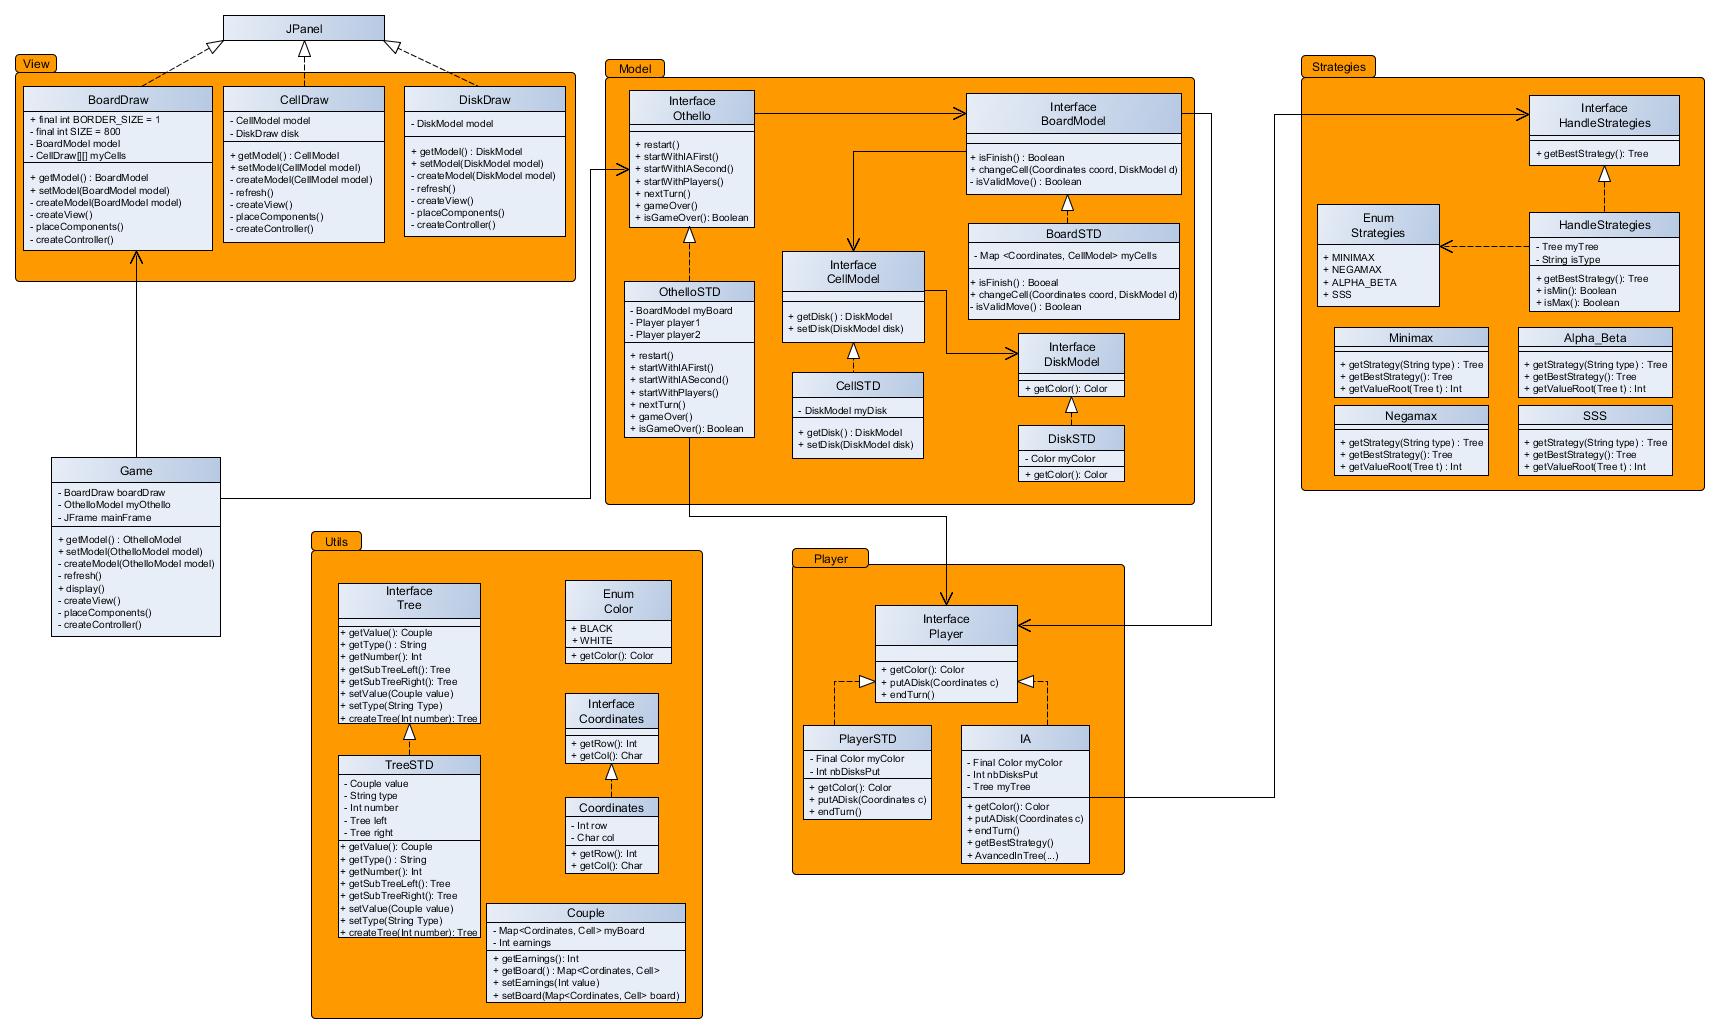 JPanel
View
BoardDraw
+ final int BORDER_SIZE = 1
- final int SIZE = 800
- BoardModel model
- CellDraw[][] myCells
+ getModel() : BoardModel
+ setModel(BoardModel model)
- createModel(BoardModel model)
- createView()
- placeComponents()
- createController()
CellDraw
- CellModel model
- DiskDraw disk
+ getModel() : CellModel
+ setModel(CellModel model)
- createModel(CellModel model)
- refresh()
- createView()
- placeComponents()
- createController()
DiskDraw
- DiskModel model
+ getModel() : DiskModel
+ setModel(DiskModel model)
- createModel(DiskModel model)
- refresh()
- createView()
- placeComponents()
- createController()
Game
- BoardDraw boardDraw
- OthelloModel myOthello
- JFrame mainFrame
+ getModel() : OthelloModel
+ setModel(OthelloModel model)
- createModel(OthelloModel model)
- refresh()
+ display()
- createView()
- placeComponents()
- createController()
Model
Interface
Othello
+ restart()
+ startWithIAFirst()
+ startWithIASecond()
+ startWithPlayers()
+ nextTurn()
+ gameOver()
+ isGameOver(): Boolean
OthelloSTD
- BoardModel myBoard
- Player player1
- Player player2
+ restart()
+ startWithIAFirst()
+ startWithIASecond()
+ startWithPlayers()
+ nextTurn()
+ gameOver()
+ isGameOver(): Boolean
Interface
BoardModel
+ isFinish() : Boolean
+ changeCell(Coordinates coord, DiskModel d)
- isValidMove() : Boolean
BoardSTD
- Map <Coordinates, CellModel> myCells
+ isFinish() : Booeal
+ changeCell(Coordinates coord, DiskModel d)
- isValidMove() : Boolean
Interface
CellModel
+ getDisk() : DiskModel
+ setDisk(DiskModel disk)
CellSTD
- DiskModel myDisk
+ getDisk() : DiskModel
+ setDisk(DiskModel disk)
Interface
DiskModel
+ getColor(): Color
DiskSTD
- Color myColor
+ getColor(): Color
Strategies
Interface
HandleStrategies
+ getBestStrategy(): Tree
Enum
Strategies
+ MINIMAX
+ NEGAMAX
+ ALPHA_BETA
+ SSS
HandleStrategies
- Tree myTree
- String isType
+ getBestStrategy(): Tree
+ isMin(): Boolean
+ isMax(): Boolean
Minimax
+ getStrategy(String type) : Tree
+ getBestStrategy(): Tree
+ getValueRoot(Tree t) : Int
Alpha_Beta
+ getStrategy(String type) : Tree
+ getBestStrategy(): Tree
+ getValueRoot(Tree t) : Int
Negamax
+ getStrategy(String type) : Tree
+ getBestStrategy(): Tree
+ getValueRoot(Tree t) : Int
SSS
+ getStrategy(String type) : Tree
+ getBestStrategy(): Tree
+ getValueRoot(Tree t) : Int
Utils
Interface
Tree
+ getValue(): Couple
+ getType() : String
+ getNumber(): Int
+ getSubTreeLeft(): Tree
+ getSubTreeRight(): Tree
+ setValue(Couple value)
+ setType(String Type)
+ createTree(Int number): Tree
TreeSTD
- Couple value
- String type
- Int number
- Tree left
- Tree right
+ getValue(): Couple
+ getType() : String
+ getNumber(): Int
+ getSubTreeLeft(): Tree
+ getSubTreeRight(): Tree
+ setValue(Couple value)
+ setType(String Type)
+ createTree(Int number): Tree
Enum
Color
+ BLACK
+ WHITE
+ getColor(): Color
Interface
Coordinates
+ getRow(): Int
+ getCol(): Char
Coordinates
- Int row
- Char col
+ getRow(): Int
+ getCol(): Char
Couple
- Map<Cordinates, Cell> myBoard
- Int earnings
+ getEarnings(): Int
+ getBoard() : Map<Cordinates, Cell>
+ setEarnings(Int value)
+ setBoard(Map<Cordinates, Cell> board)
Player
Interface
Player
+ getColor(): Color
+ putADisk(Coordinates c)
+ endTurn()
PlayerSTD
- Final Color myColor
- Int nbDisksPut
+ getColor(): Color
+ putADisk(Coordinates c)
+ endTurn()
IA
- Final Color myColor
- Int nbDisksPut
- Tree myTree
+ getColor(): Color
+ putADisk(Coordinates c)
+ endTurn()
+ getBestStrategy()
+ AvancedInTree(...)